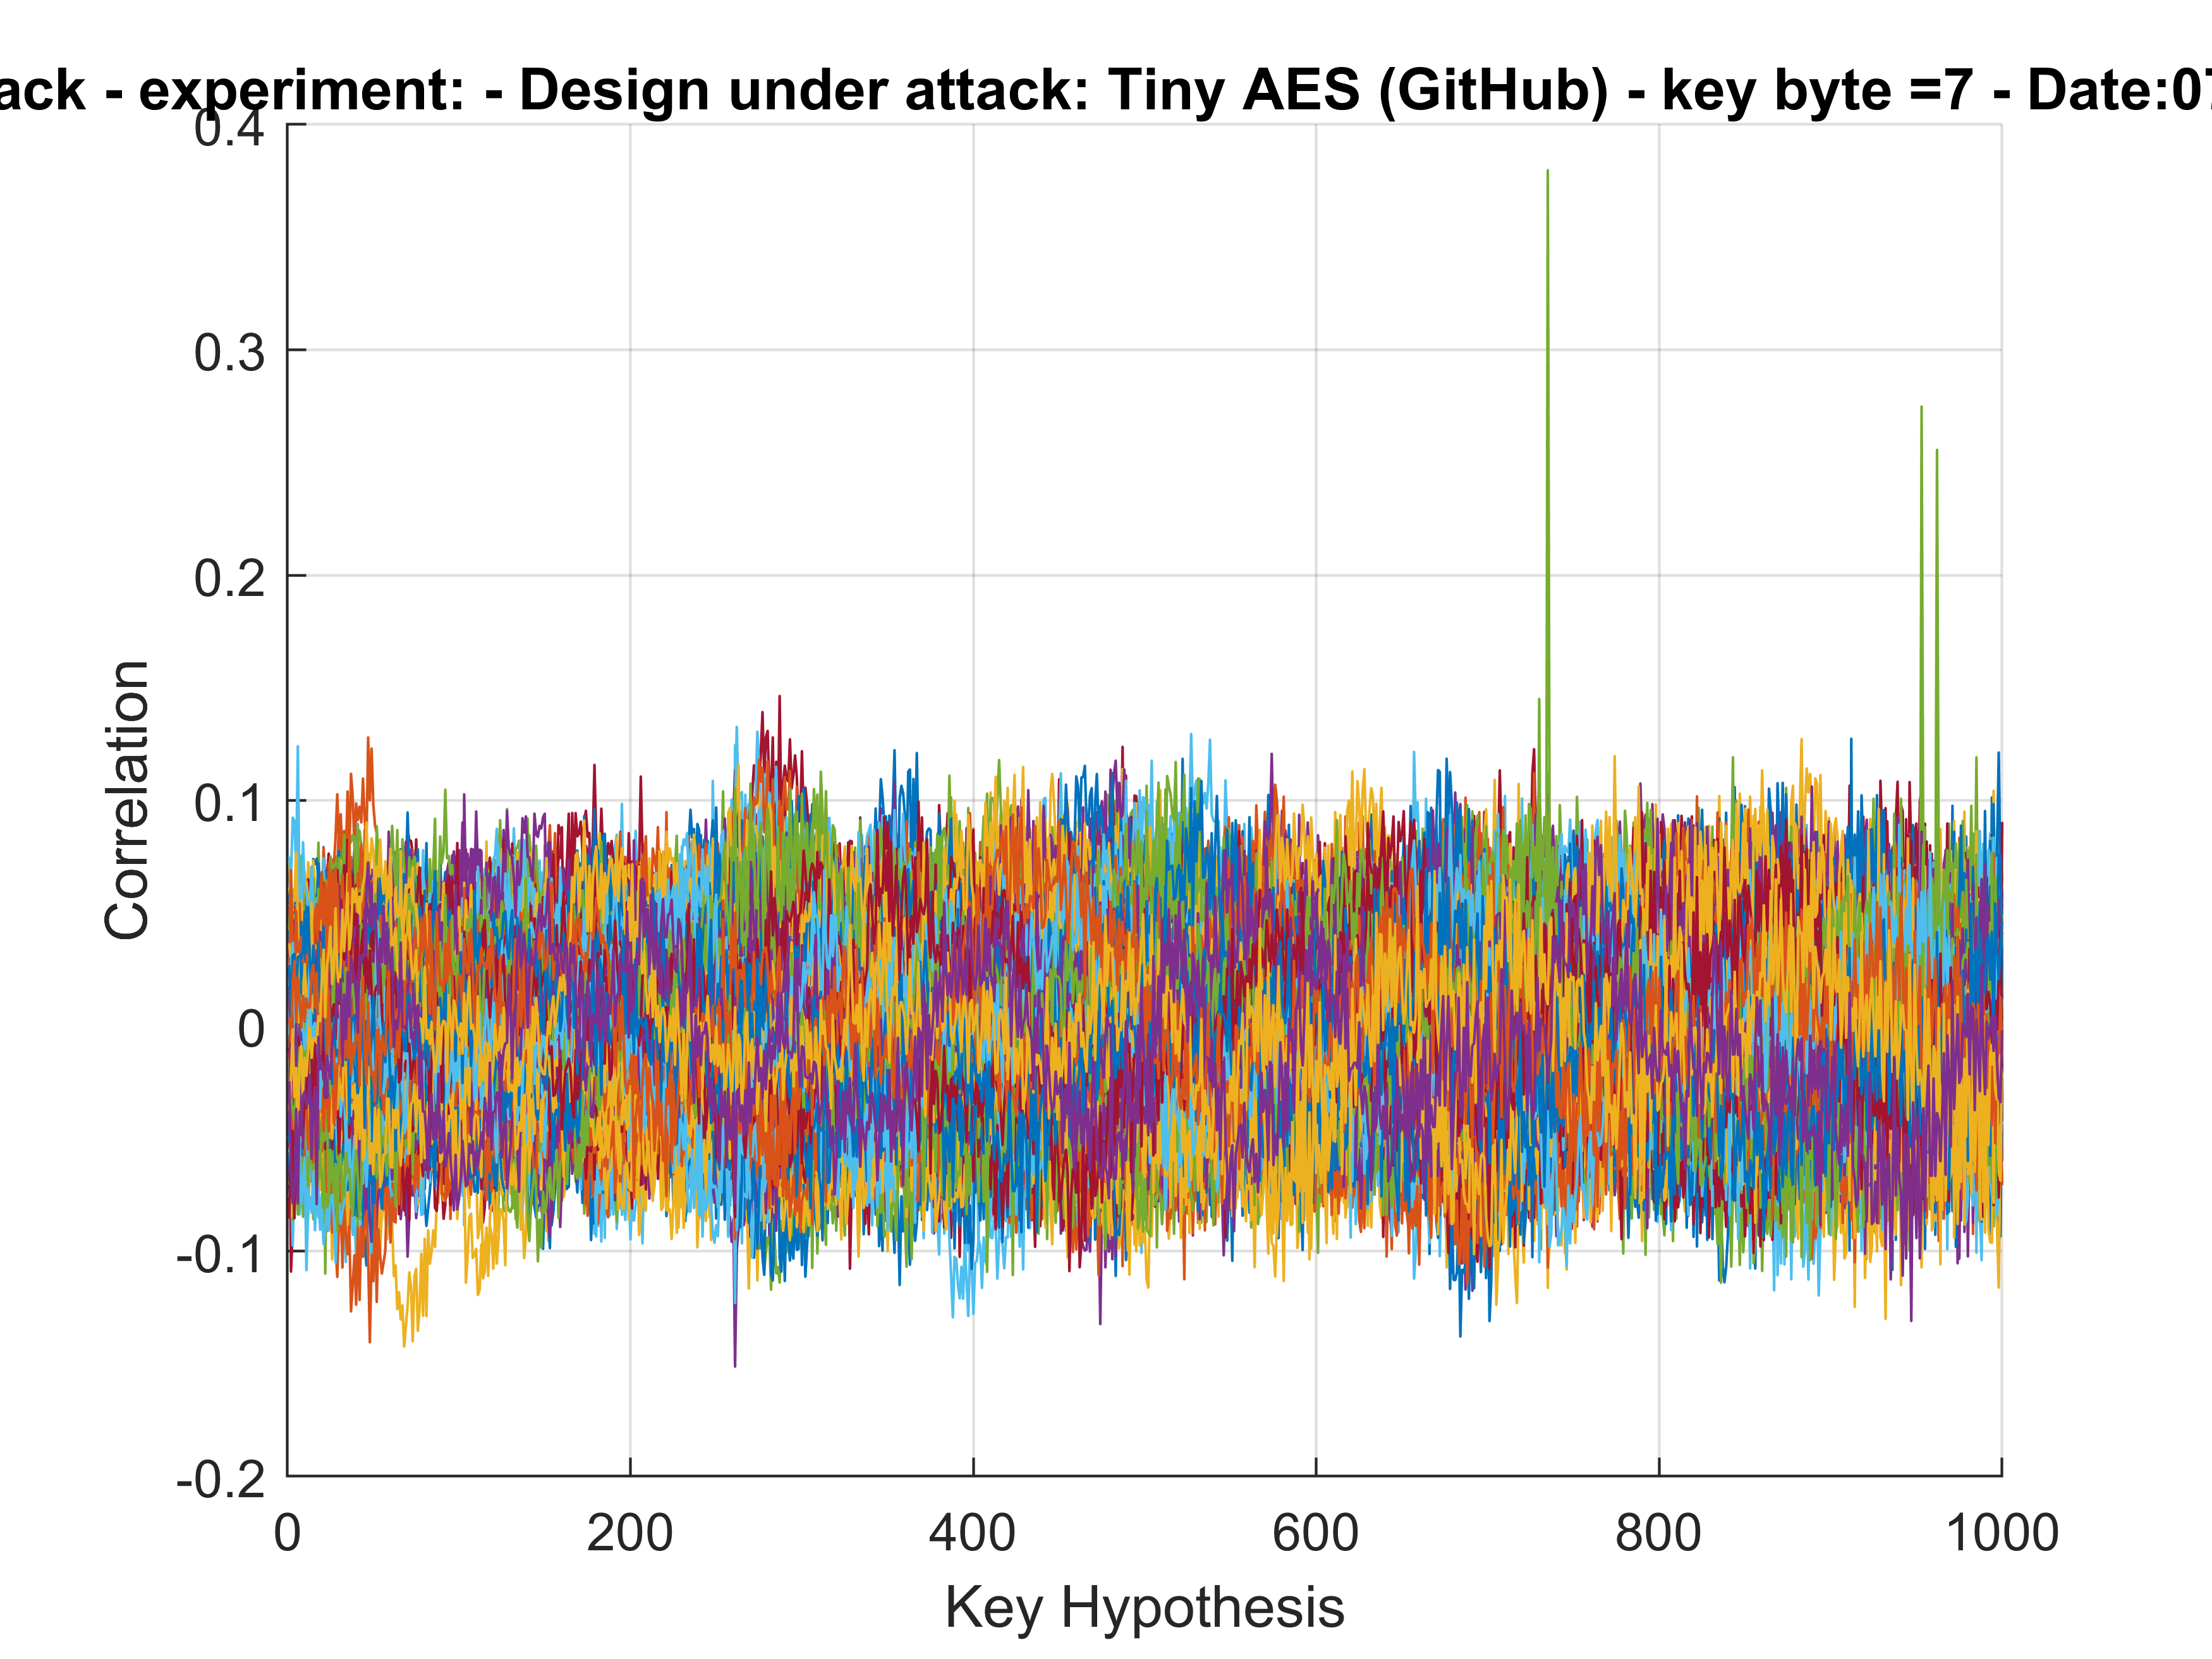 ack - experiment: - Design under attack: Tiny AES (GitHub) - key byte =7 - Date:07
0.4
0.3
0.2
0.1
0
-0.1
-0.2
Correlation
0 200 400 600 800 1000
Key Hypothesis